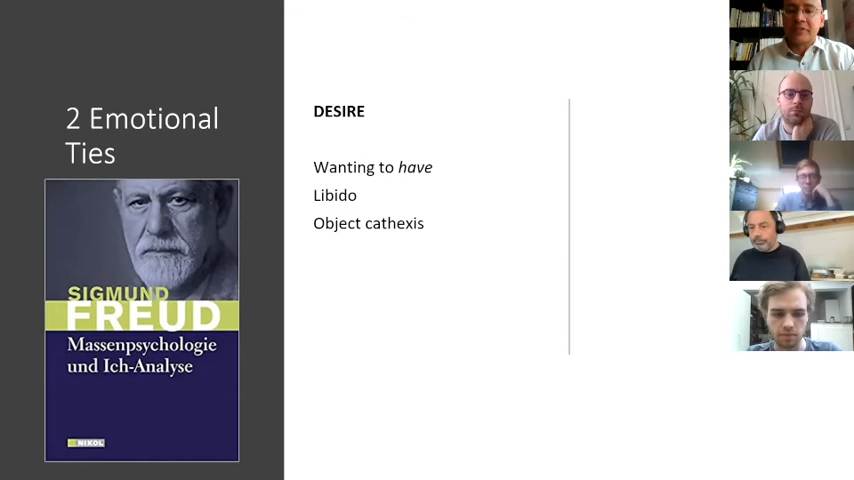 2 Emotional
Ties
SIGMUND
FREUD
Massenpsychologie
und Ich-Analyse
NIKOL
DESIRE
Wanting to have
Libido
Object cathexis